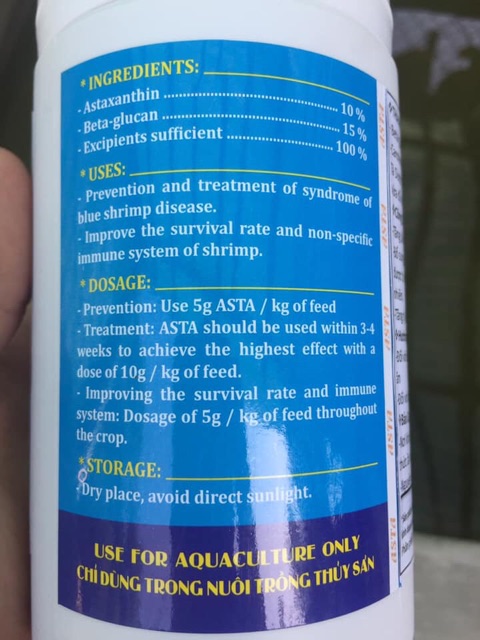 * INGREDIENTS:
- Astaxanthin .......................................... 10 %
- Beta-glucan .......................................... 15 %
- Excipients sufficient ........................... 100 %
* USES:
- Prevention and treatment of syndrome of
blue shrimp disease.
- Improve the survival rate and non-specific
immune system of shrimp.
* DOSAGE:
- Prevention: Use 5g ASTA / kg of feed
- Treatment: ASTA should be used within 3-4
weeks to achieve the highest effect with a
dose of 10g / kg of feed.
- Improving the survival rate and immune
system: Dosage of 5g / kg of feed throughout
the crop.
* STORAGE:
- Dry place, avoid direct sunlight.
USE FOR AQUACULTURE ONLY
CHỈ DÙNG TRONG NUÔI TRỒNG THỦY SẢN